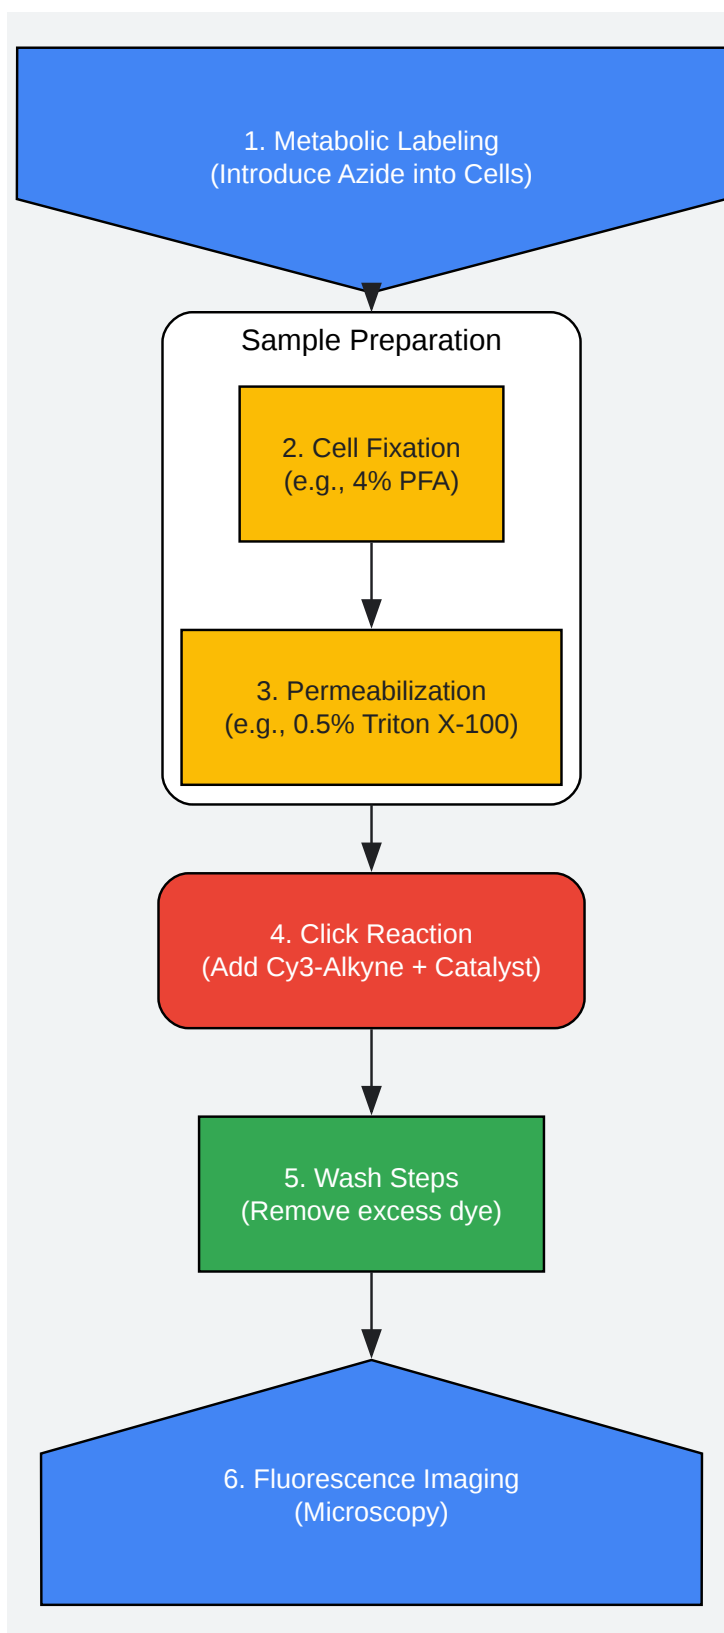 1. Metabolic Labeling
(Introduce Azide into Cells)
Sample Preparation
2. Cell Fixation
(e.g., 4% PFA)
3. Permeabilization
(e.g., 0.5% Triton X-100)
4. Click Reaction
(Add Cy3-Alkyne + Catalyst)
5. Wash Steps
(Remove excess dye)
6. Fluorescence Imaging
(Microscopy)